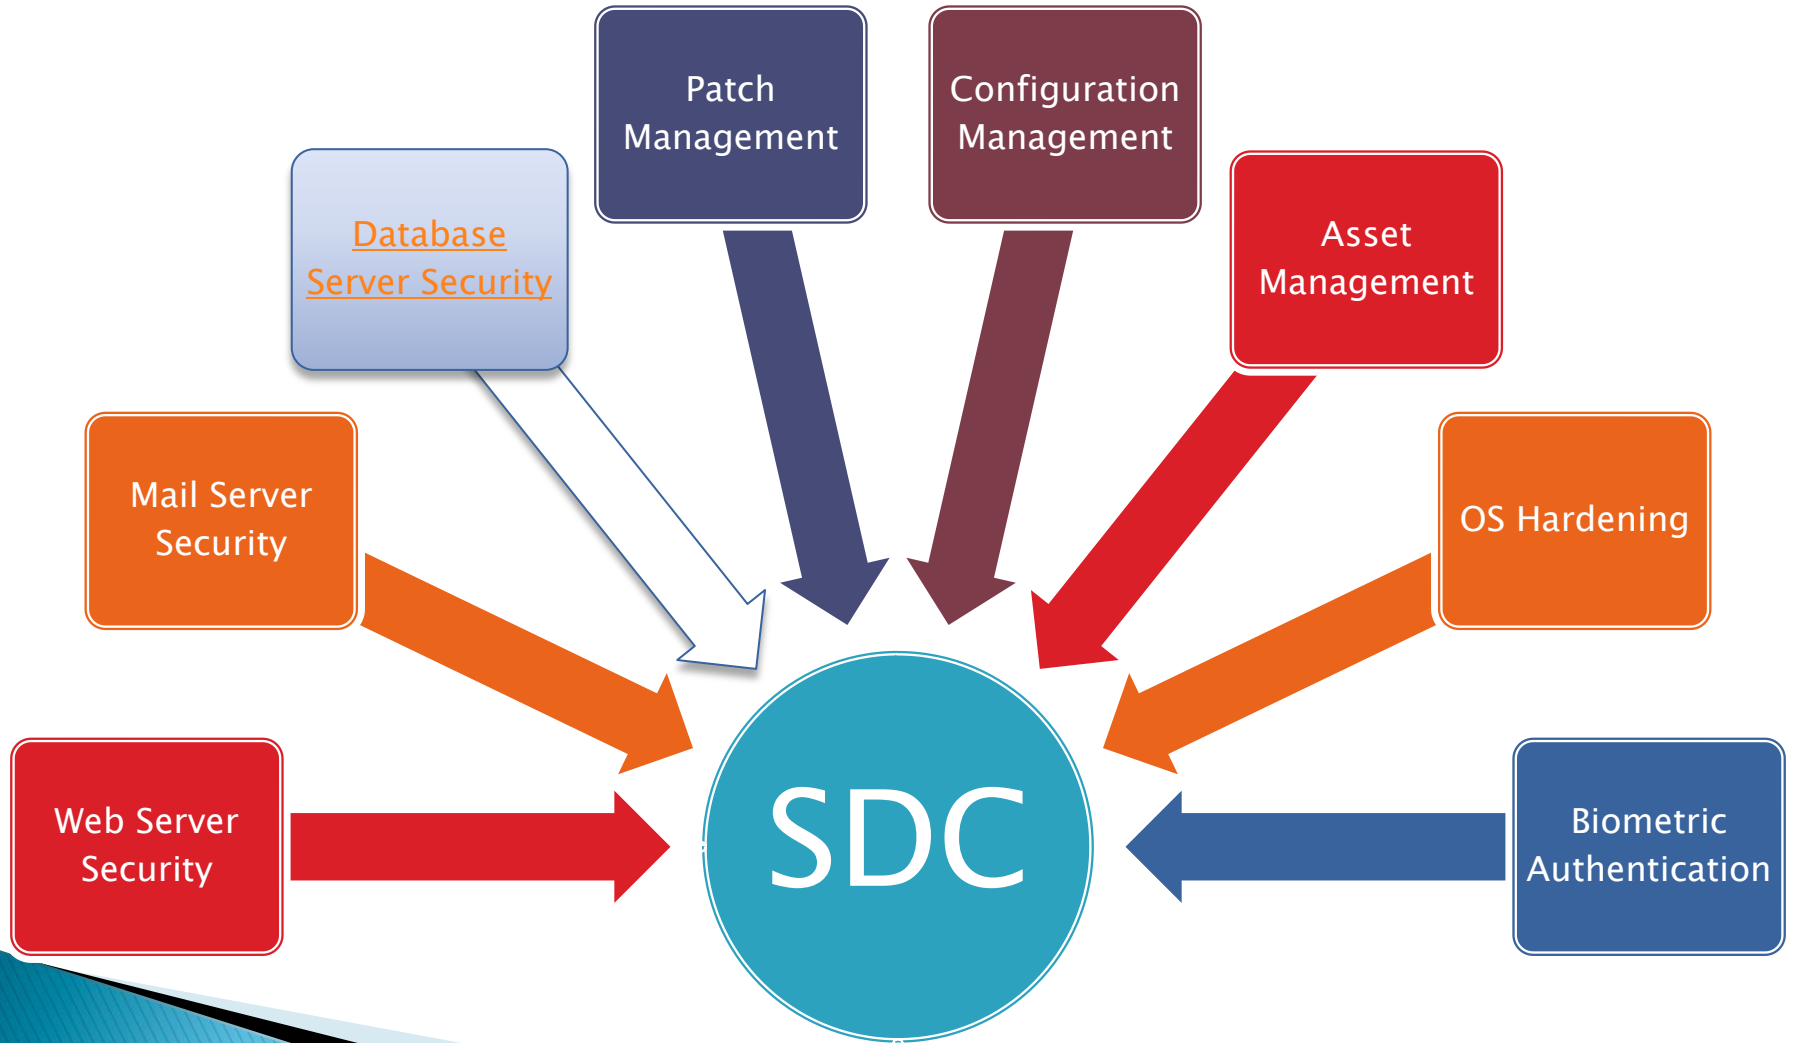 Patch
Management
Configuration
Management
Database
Server Security
Asset
Management
Mail Server
Security
OS Hardening
Web Server
Security
SDC
Biometric
Authentication